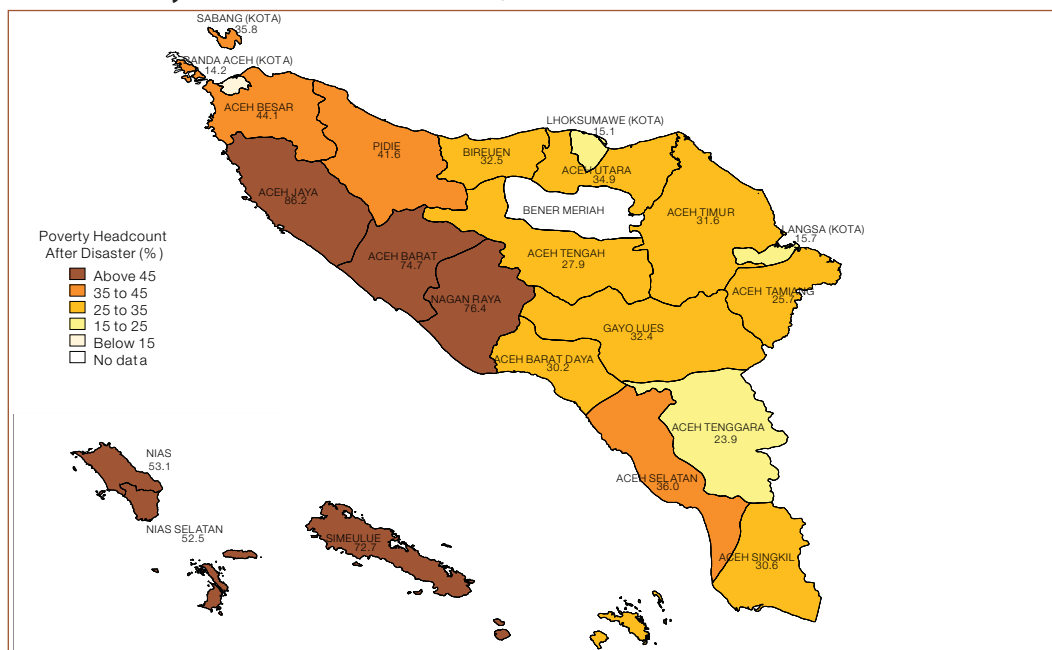 SABANG (KOTA)
35.8
BANDA ACEH (KOTA)
14.2
ACEH BESAR
44.1
PIDIE
41.6
BIREUEN
32.5
LHOKSUMAWE (KOTA)
15.1
ACEH UTARA
34.9
BENER MERIAH
ACEH JAYA
86.2
ACEH TIMUR
31.6
LANGSA (KOTA)
15.7
ACEH BARAT
74.7
ACEH TENGAH
27.9
ACEH TAMIANG
25.7
NAGAN RAYA
76.4
GAYO LUES
32.4
ACEH BARAT DAYA
30.2
ACEH TENGGARA
23.9
ACEH SELATAN
36.0
ACEH SINGKIL
30.6
Poverty Headcount
After Disaster (%)
Above 45
35 to 45
25 to 35
15 to 25
Below 15
No data
NIAS
53.1
NIAS SELATAN
52.5
SIMEULUE
72.7